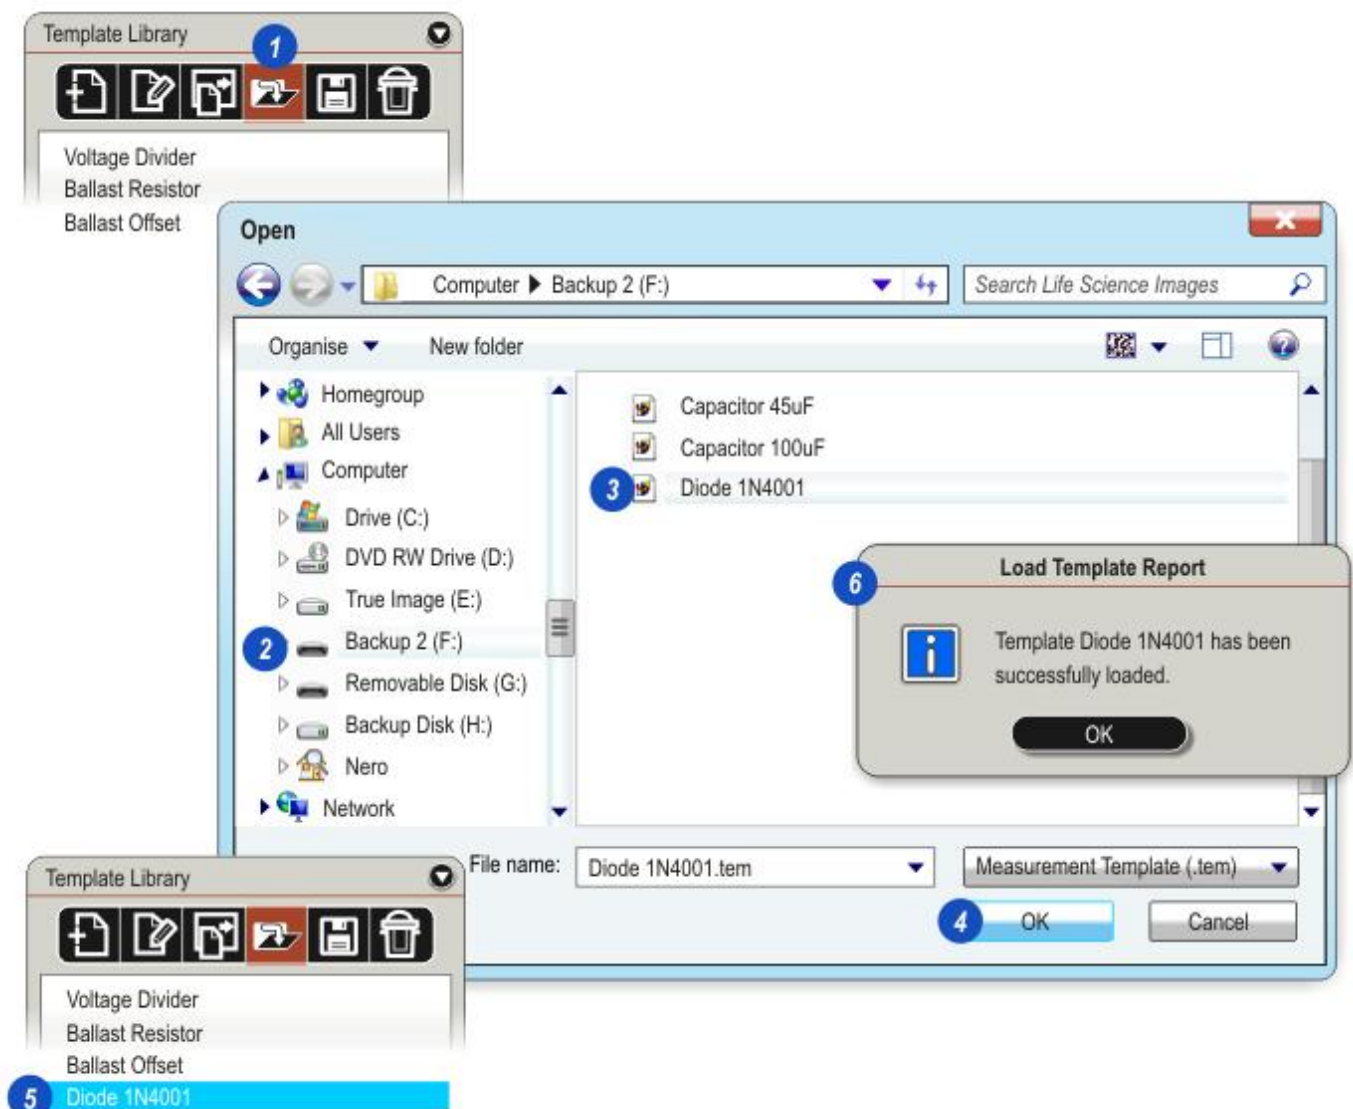 Template Library
1
Voltage Divider
Ballast Resistor
Ballast Offset
Open
Computer Backup 2 (F:)
Search Life Science Images
Organise
New folder
Homegroup
All Users
Computer
Drive (C:)
DVD RW Drive (D:)
True Image (E:)
2
Backup 2 (F:)
Removable Disk (G:)
Backup Disk (H:)
Nero
Network
Capacitor 45uF
Capacitor 100uF
3
Diode 1N4001
6
Load Template Report
Template Diode 1N4001 has been
successfully loaded.
OK
File name:
Diode 1N4001.tem
Measurement Template (.tem)
4
OK
Cancel
Template Library
Voltage Divider
Ballast Resistor
Ballast Offset
5
Diode 1N4001